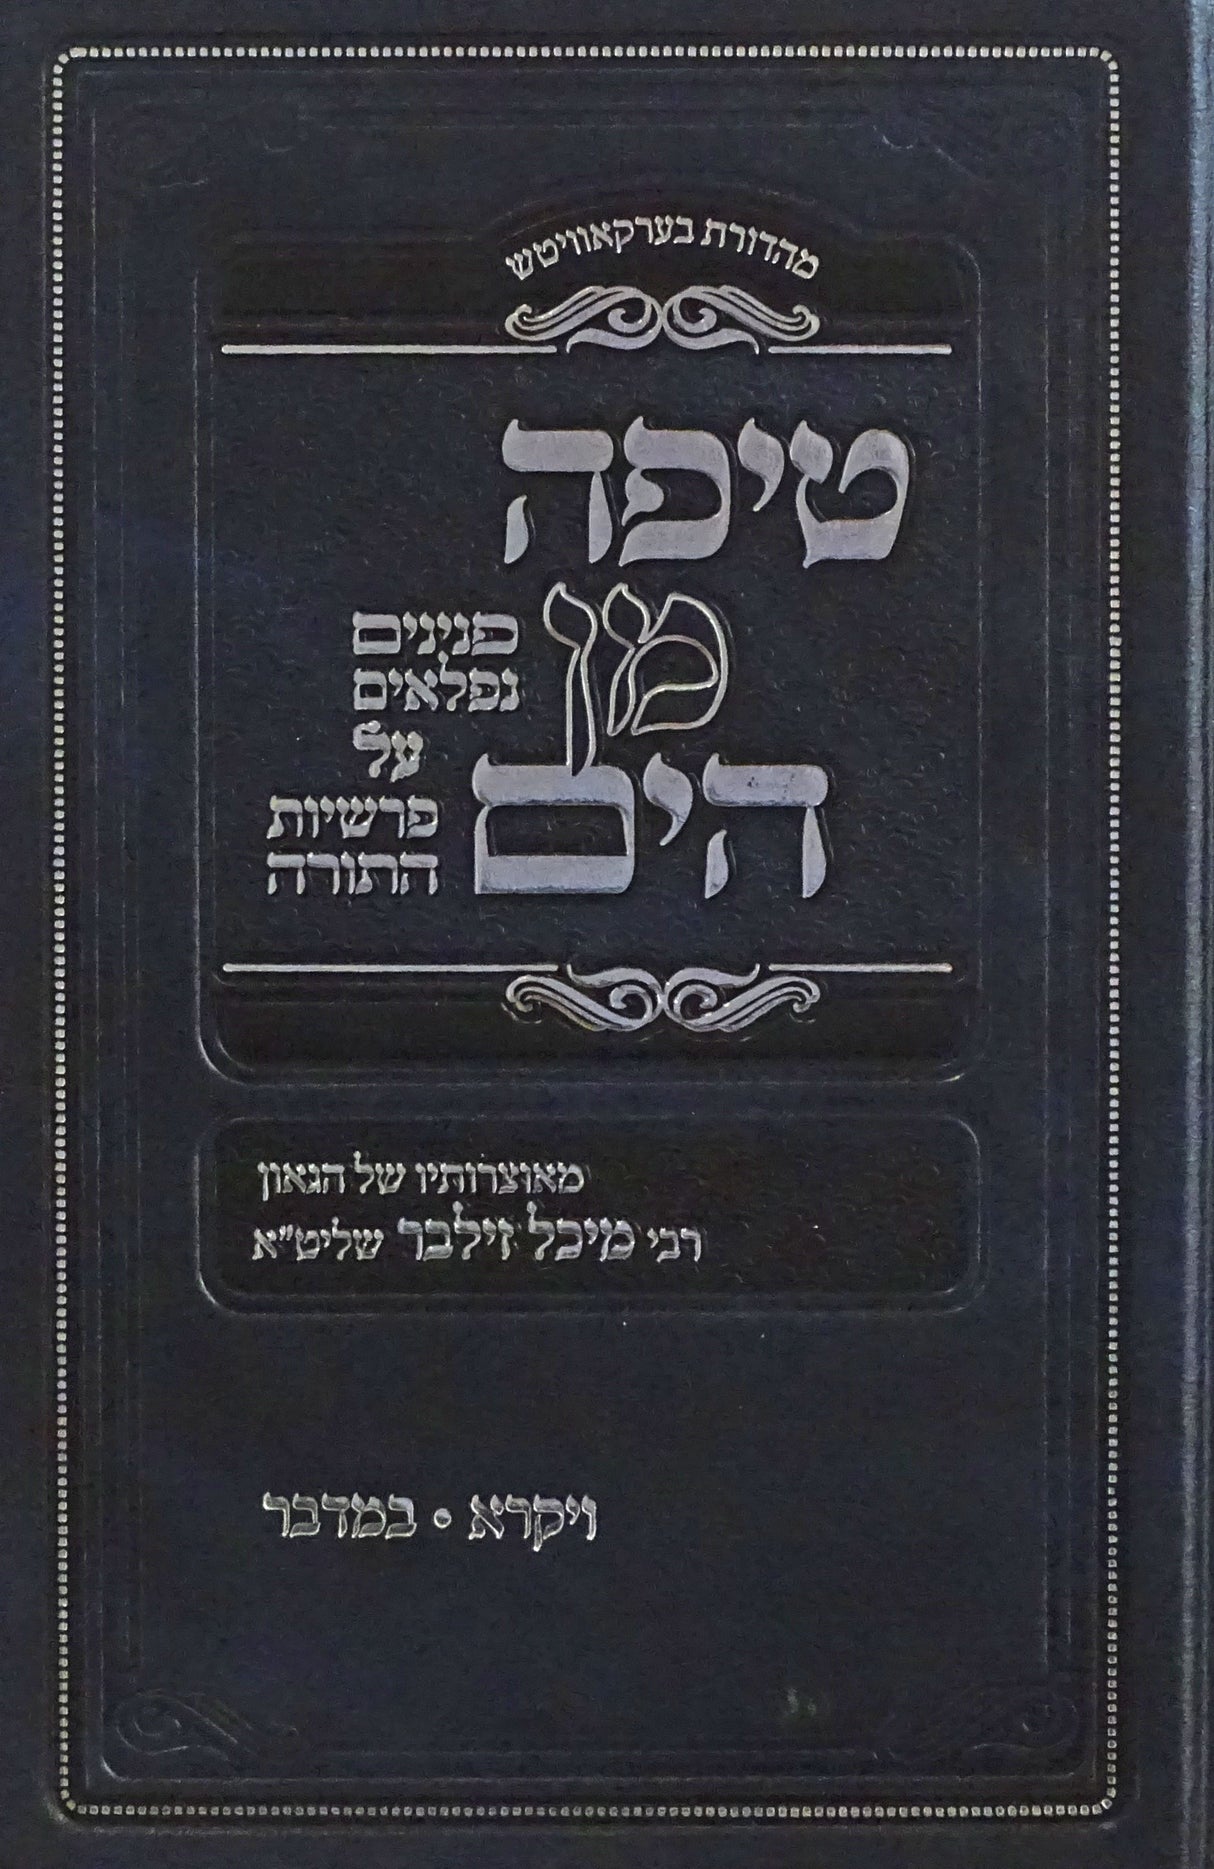 מהדורת בערקאוויטש
טיפה
מן
הים
פנינים
נפלאים
על
פרשיות
התורה
מאוצרותיו של הגאון
רבי מיכל זילבר שליט"א
ויקרא • במדבר